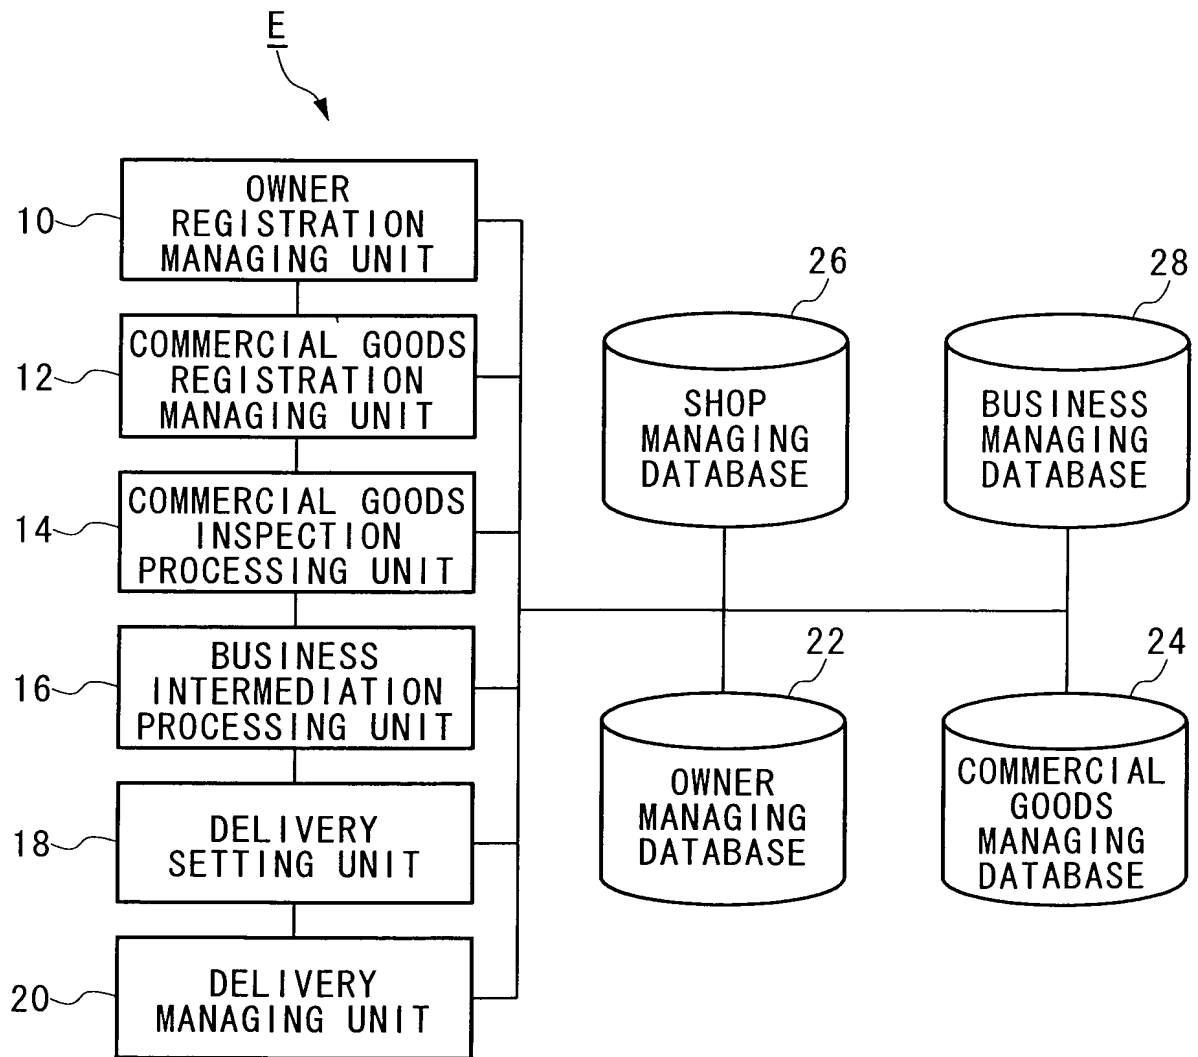 E
10
OWNER
REGISTRATION
MANAGING UNIT
12
COMMERCIAL GOODS
REGISTRATION
MANAGING UNIT
14
COMMERCIAL GOODS
INSPECTION
PROCESSING UNIT
16
BUSINESS
INTERMEDIATION
PROCESSING UNIT
18
DELIVERY
SETTING UNIT
20
DELIVERY
MANAGING UNIT
26
SHOP
MANAGING
DATABASE
28
BUSINESS
MANAGING
DATABASE
22
OWNER
MANAGING
DATABASE
24
COMMERCIAL
GOODS
MANAGING
DATABASE